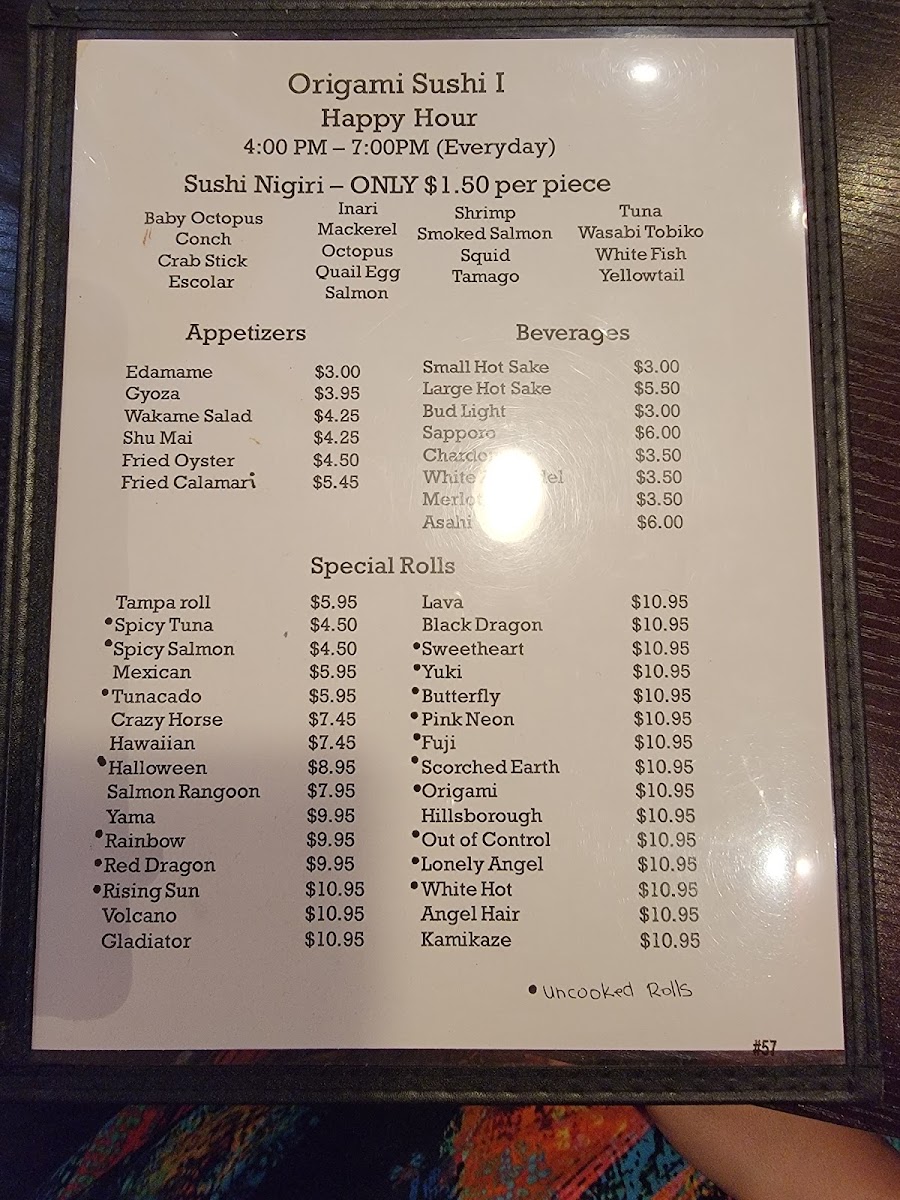 Origami Sushi I
Happy Hour
4:00 PM – 7:00PM (Everyday)
Sushi Nigiri – ONLY $1.50 per piece
Baby Octopus
Conch
Crab Stick
Escolar
Inari
Mackerel
Octopus
Quail Egg
Salmon
Shrimp
Smoked Salmon
Squid
Tamago
Tuna
Wasabi Tobiko
White Fish
Yellowtail
Appetizers
Edamame $3.00
Gyoza $3.95
Wakame Salad $4.25
Shu Mai $4.25
Fried Oyster $4.50
Fried Calamari $5.45
Beverages
Small Hot Sake $3.00
Large Hot Sake $5.50
Bud Light $3.00
Sapporo $6.00
$3.50
White $3.50
Merlot $3.50
Asahi $6.00
Special Rolls
Tampa roll $5.95
•Spicy Tuna $4.50
•Spicy Salmon $4.50
Mexican $5.95
•Tunacado $5.95
Crazy Horse $7.45
Hawaiian $7.45
•Halloween $8.95
Salmon Rangoon $7.95
Yama $9.95
•Rainbow $9.95
•Red Dragon $9.95
•Rising Sun $10.95
Volcano $10.95
Gladiator $10.95
Lava $10.95
Black Dragon $10.95
•Sweetheart $10.95
•Yuki $10.95
•Butterfly $10.95
•Pink Neon $10.95
•Fuji $10.95
•Scorched Earth $10.95
•Origami $10.95
Hillsborough $10.95
•Out of Control $10.95
•Lonely Angel $10.95
•White Hot $10.95
Angel Hair $10.95
Kamikaze $10.95
• uncooked Rolls
#57